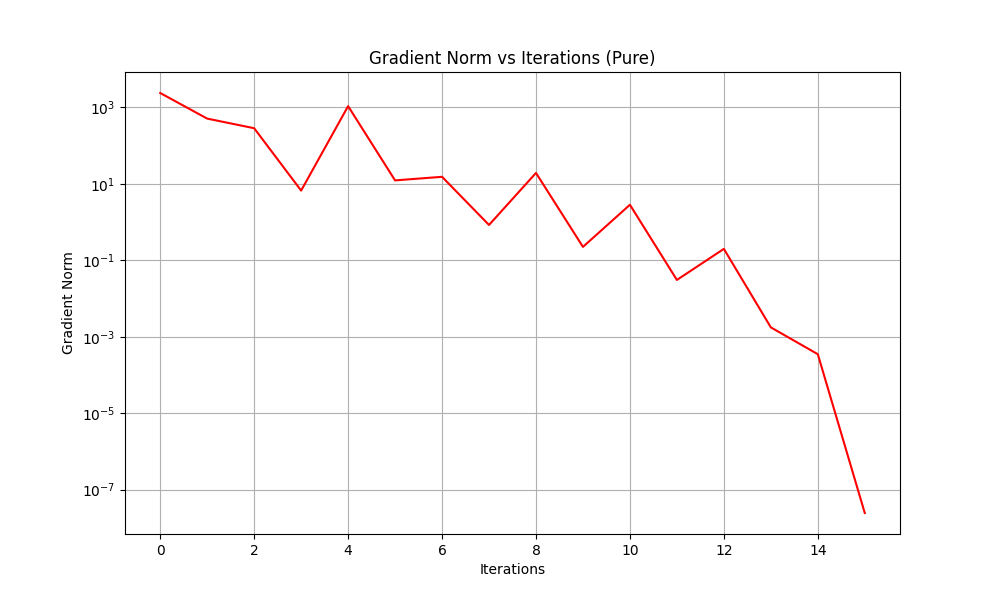 Gradient Norm vs Iterations (Pure)
Gradient Norm
10³
10¹
10⁻¹
10⁻³
10⁻⁵
10⁻⁷
0 2 4 6 8 10 12 14
Iterations